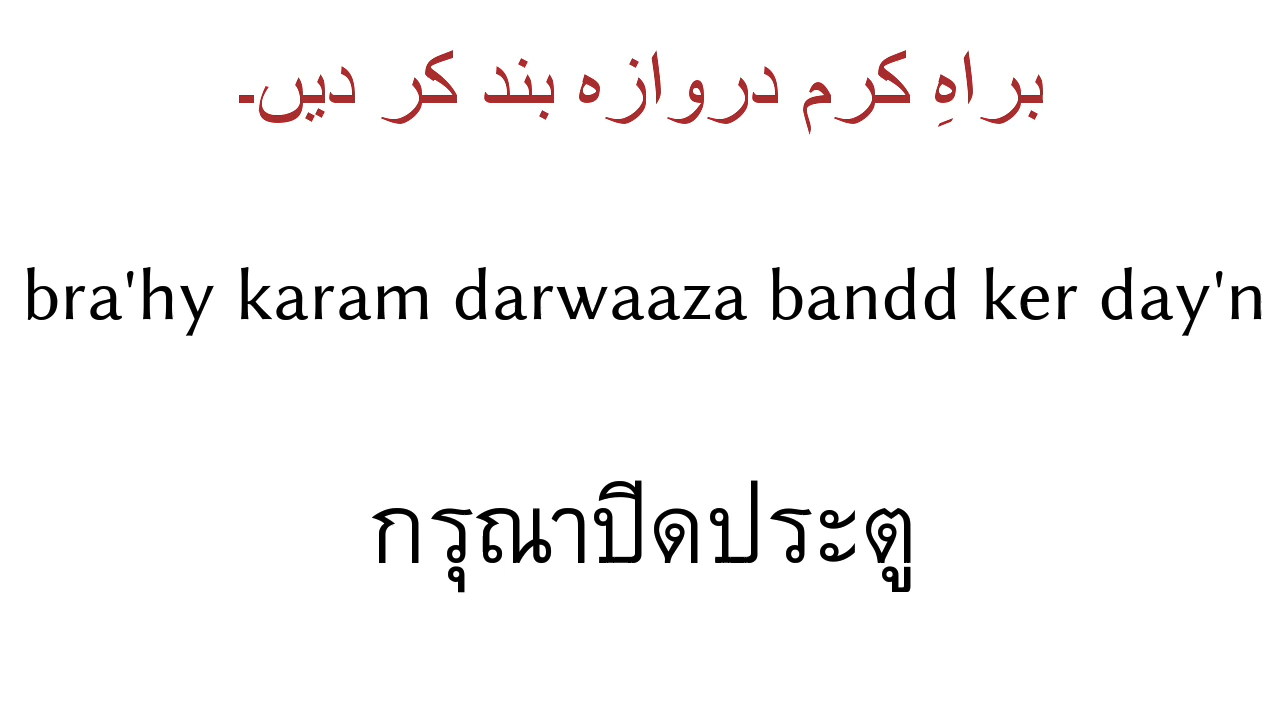 براہِ کرم دروازہ بند کر دیں۔
bra'hy karam darwaaza bandd ker day'n
กรุณาปีดประตู